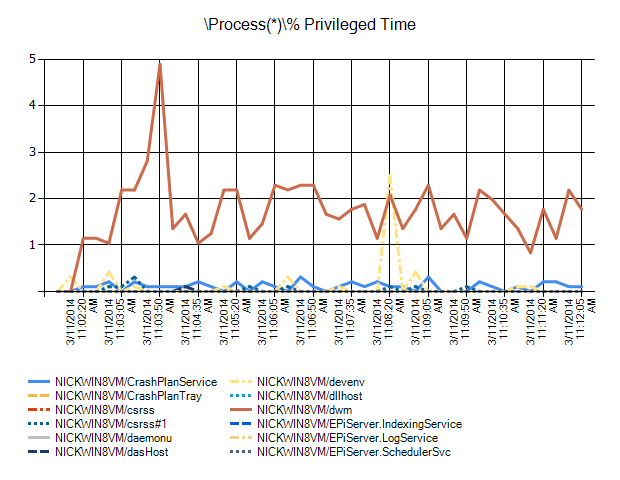 \Process(*)\% Privileged Time
5
4
3
2
1
3/11/2014 11:02:20 AM
3/11/2014 11:03:05 AM
3/11/2014 11:03:50 AM
3/11/2014 11:04:35 AM
3/11/2014 11:05:20 AM
3/11/2014 11:06:05 AM
3/11/2014 11:06:50 AM
3/11/2014 11:07:35 AM
3/11/2014 11:08:20 AM
3/11/2014 11:09:05 AM
3/11/2014 11:09:50 AM
3/11/2014 11:10:35 AM
3/11/2014 11:11:20 AM
3/11/2014 11:12:05 AM
NICKWIN8VM/CrashPlanService
NICKWIN8VM/devenv
NICKWIN8VM/CrashPlanTray
NICKWIN8VM/dllhost
NICKWIN8VM/csrss
NICKWIN8VM/dwm
NICKWIN8VM/csrss#1
NICKWIN8VM/EPiServer.IndexingService
NICKWIN8VM/daemonu
NICKWIN8VM/EPiServer.LogService
NICKWIN8VM/dasHost
NICKWIN8VM/EPiServer.SchedulerSvc